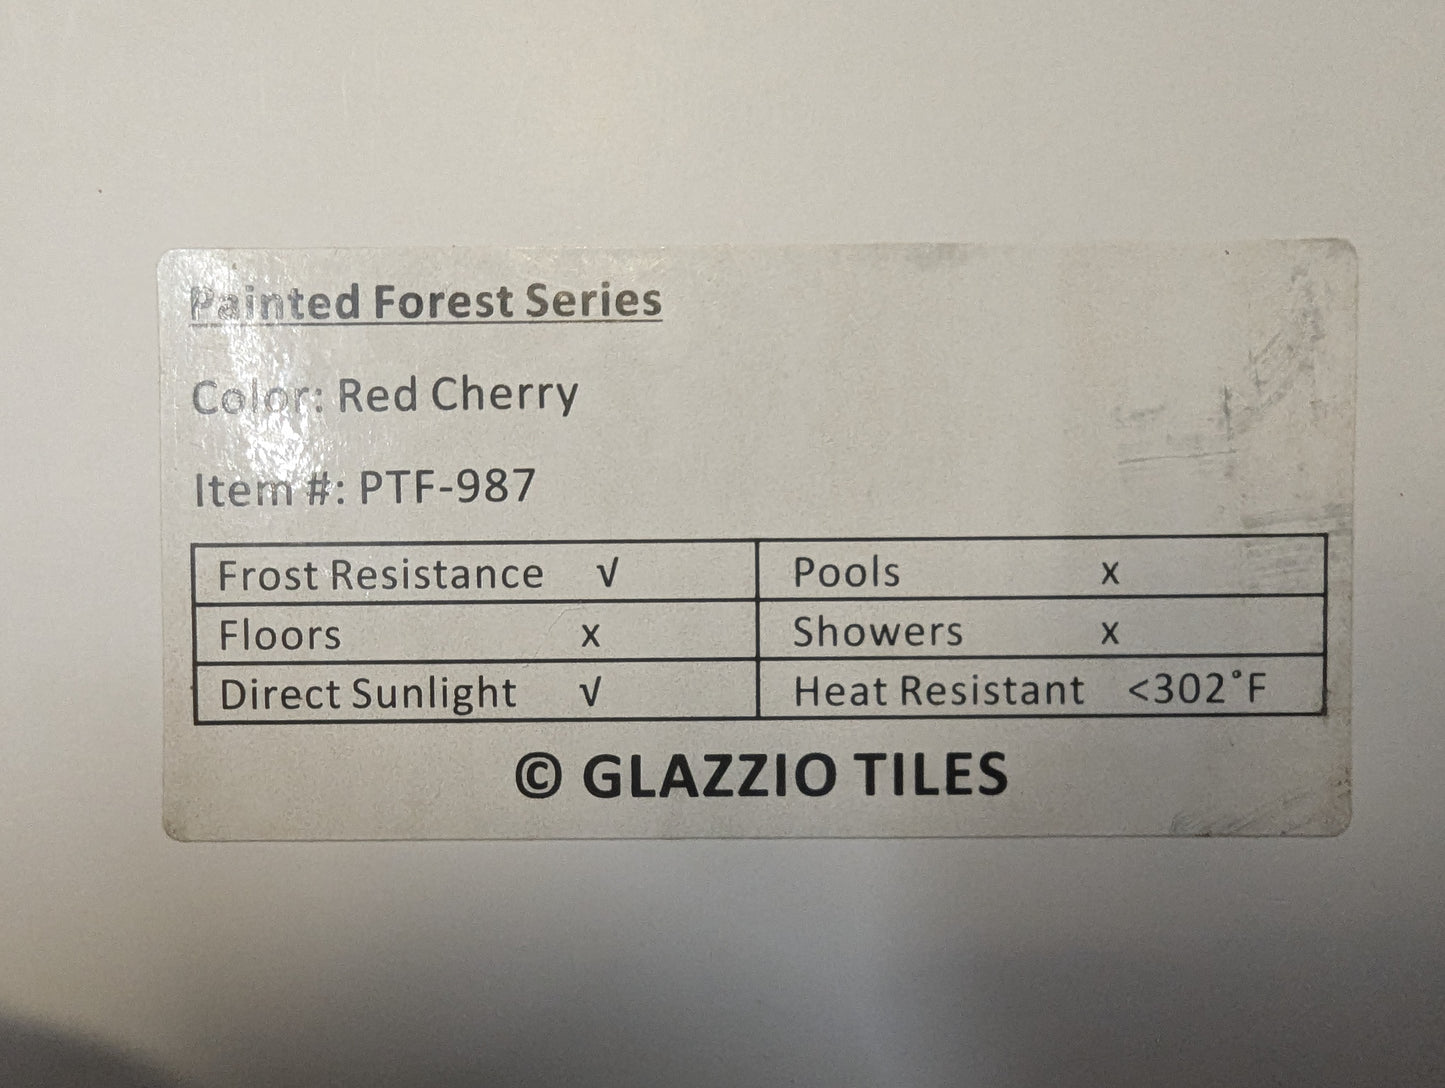 Painted Forest Series
Color: Red Cherry
Item #: PTF-987
Frost Resistance √ Pools x
Floors x Showers x
Direct Sunlight √ Heat Resistant <302°F
© GLAZZIO TILES